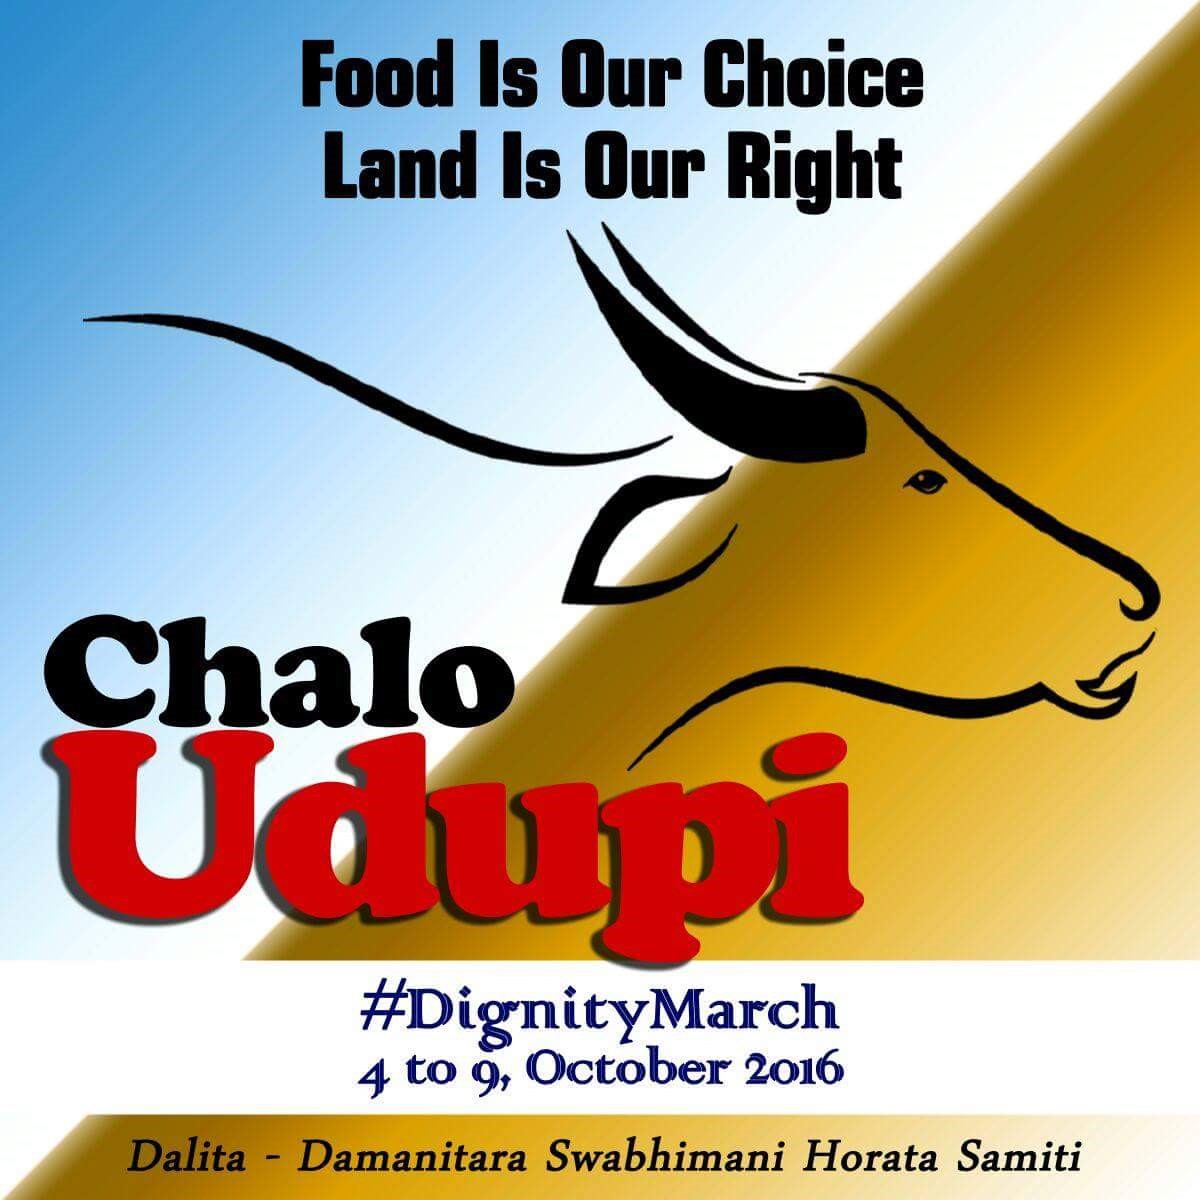 Food Is Our Choice
Land Is Our Right
Chalo
Udupi
#DignityMarch
4 to 9, October 2016
Dalita - Damanitara Swabhimani Horata Samiti